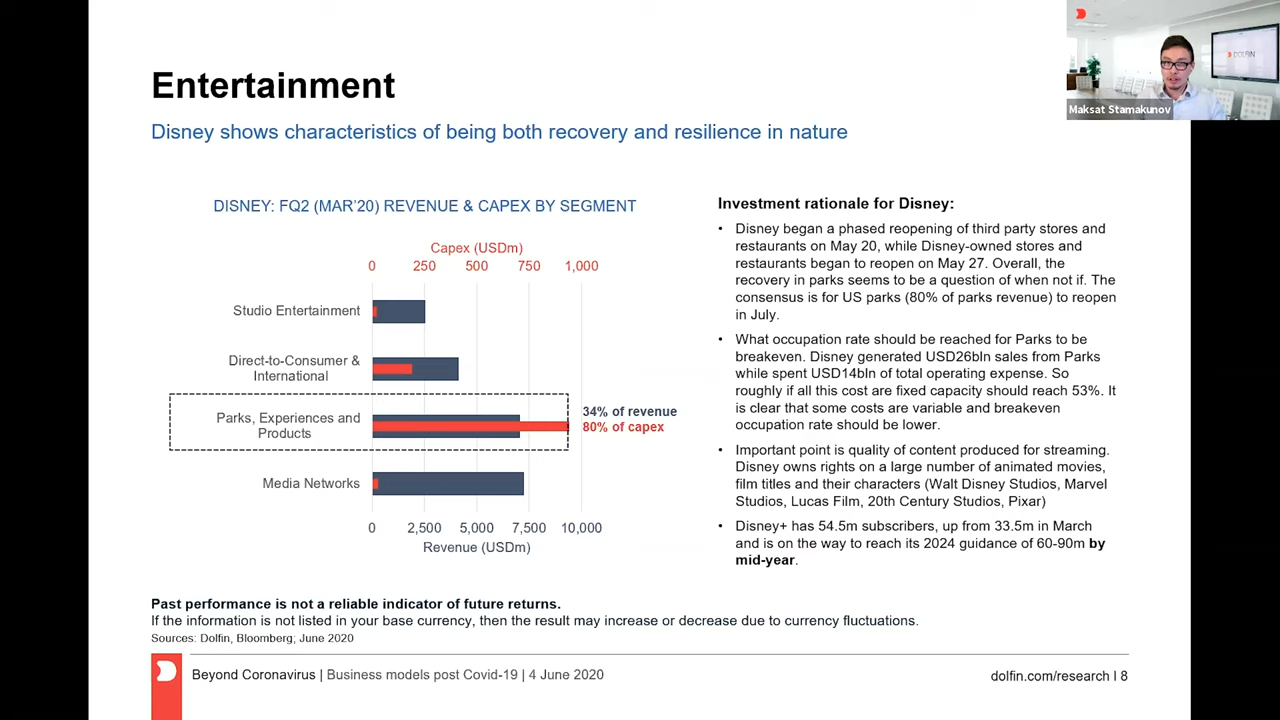 DOLFIN
Maksat Stamakunov
Entertainment
Disney shows characteristics of being both recovery and resilience in nature
DISNEY: FQ2 (MAR'20) REVENUE & CAPEX BY SEGMENT
Capex (USDm)
0 250 500 750 1,000
Studio Entertainment
Direct-to-Consumer &
International
Parks, Experiences and
Products
34% of revenue
80% of capex
Media Networks
0 2,500 5,000 7,500 10,000
Revenue (USDm)
Investment rationale for Disney:
• Disney began a phased reopening of third party stores and
restaurants on May 20, while Disney-owned stores and
restaurants began to reopen on May 27. Overall, the
recovery in parks seems to be a question of when not if. The
consensus is for US parks (80% of parks revenue) to reopen
in July.
• What occupation rate should be reached for Parks to be
breakeven. Disney generated USD26bln sales from Parks
while spent USD14bln of total operating expense. So
roughly if all this cost are fixed capacity should reach 53%. It
is clear that some costs are variable and breakeven
occupation rate should be lower.
• Important point is quality of content produced for streaming.
Disney owns rights on a large number of animated movies,
film titles and their characters (Walt Disney Studios, Marvel
Studios, Lucas Film, 20th Century Studios, Pixar)
• Disney+ has 54.5m subscribers, up from 33.5m in March
and is on the way to reach its 2024 guidance of 60-90m by
mid-year.
Past performance is not a reliable indicator of future returns.
If the information is not listed in your base currency, then the result may increase or decrease due to currency fluctuations.
Sources: Dolfin, Bloomberg; June 2020
Beyond Coronavirus | Business models post Covid-19 | 4 June 2020
dolfin.com/research | 8